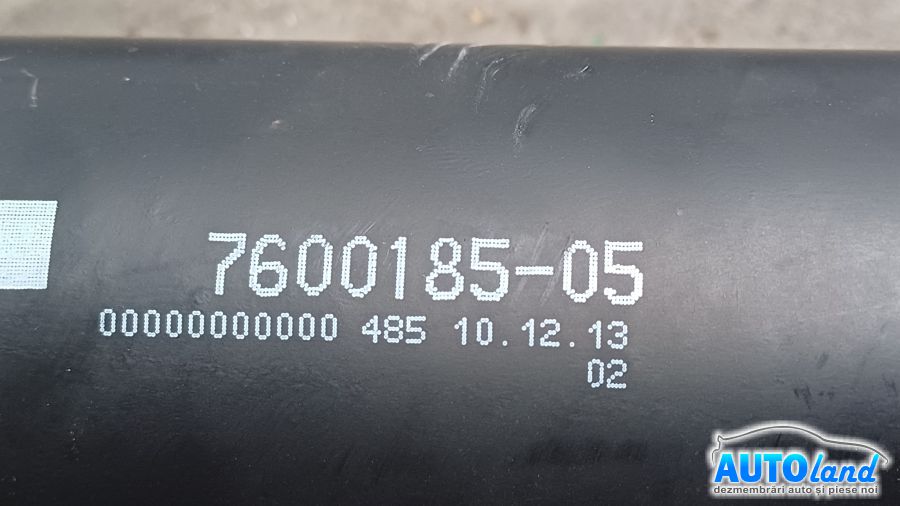 7600185-05
00000000000 485 10.12.13
02
AUTOland
dezmembrări auto și piese noi